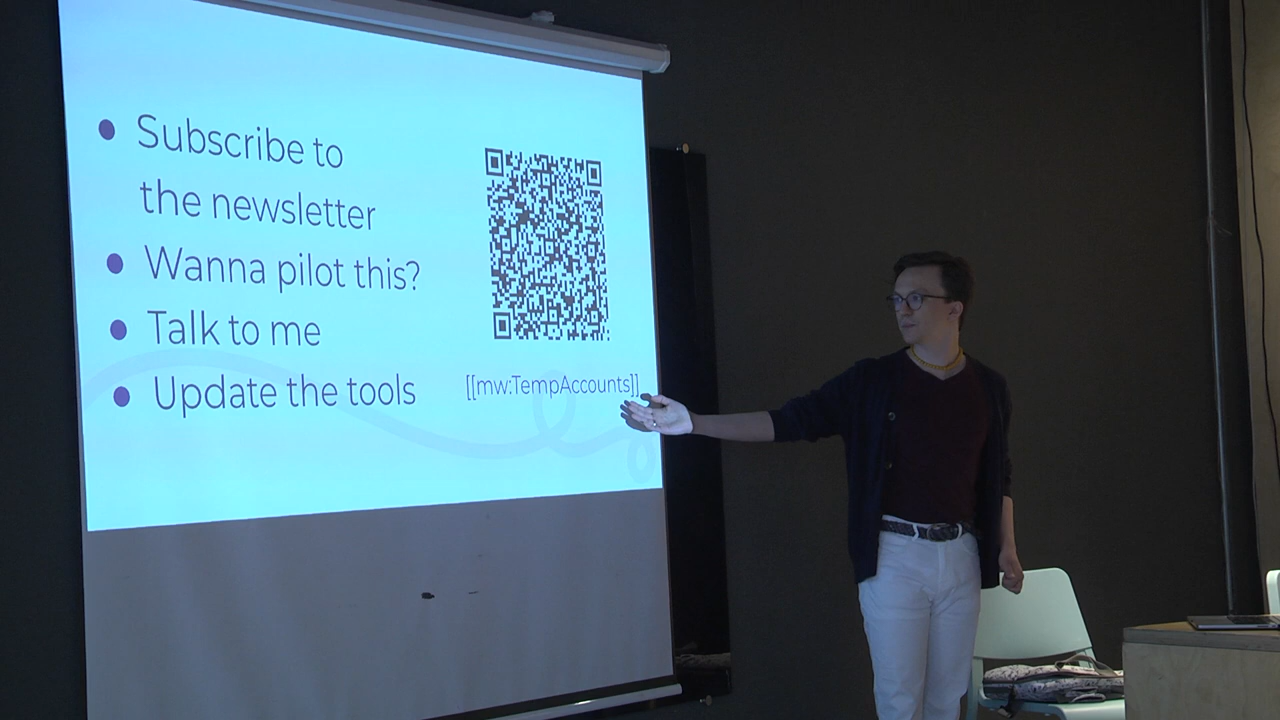 • Subscribe to
the newsletter
• Wanna pilot this?
• Talk to me
• Update the tools
[[mw:TempAccounts]]